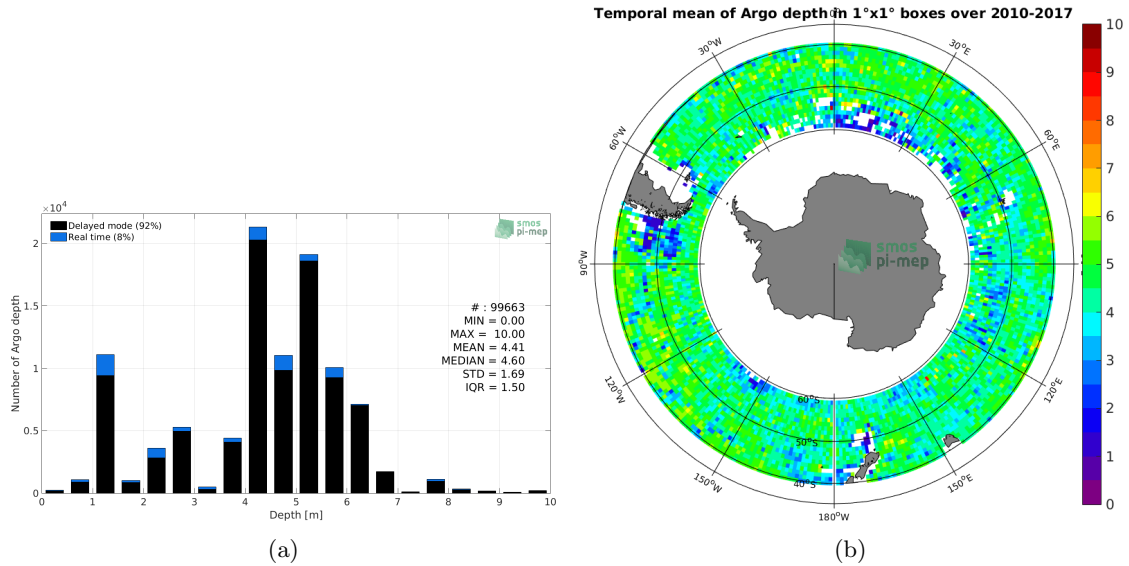 Temporal mean of Argo depth in 1°x1° boxes over 2010-2017
×10⁴
Delayed mode (92%)
Real time (8%)
smos
pi-mep
# : 99663
MIN = 0.00
MAX = 10.00
MEAN = 4.41
MEDIAN = 4.60
STD = 1.69
IQR = 1.50
Number of Argo depth
2
1.5
1
0.5
0
0 1 2 3 4 5 6 7 8 9 10
Depth [m]
(a)
30°W
30°E
60°W
60°E
90°W
120°W
120°E
150°W
150°E
180°W
60°S
50°S
40°S
smos
pi-mep
10
9
8
7
6
5
4
3
2
1
0
(b)